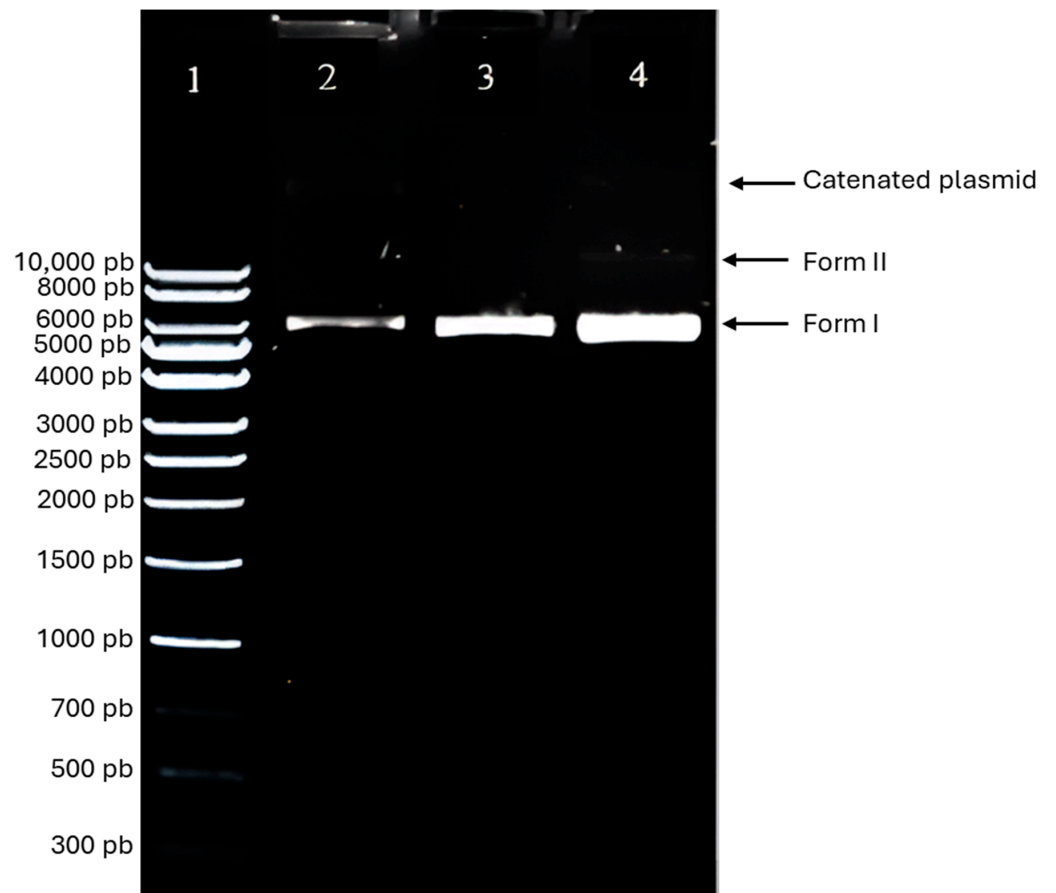 1 2 3 4
Catenated plasmid
10,000 pb
Form II
8000 pb
6000 pb
Form I
5000 pb
4000 pb
3000 pb
2500 pb
2000 pb
1500 pb
1000 pb
700 pb
500 pb
300 pb